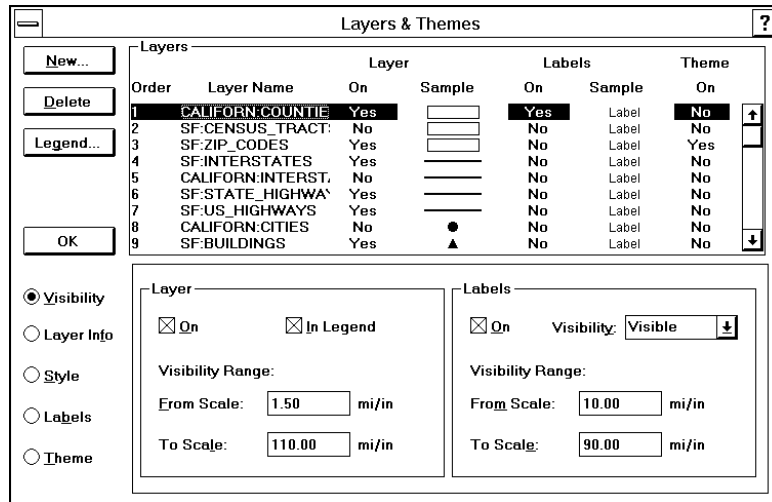 Layers & Themes ?
New...
Delete
Legend...
OK
Layers
Layer Labels Theme
Order Layer Name On Sample On Sample On
1 CALIFORN:COUNTIE Yes Yes Label No
2 SF:CENSUS_TRACT: No No Label No
3 SF:ZIP_CODES Yes No Label Yes
4 SF:INTERSTATES Yes No Label No
5 CALIFORN:INTERST No No Label No
6 SF:STATE_HIGHWAY Yes No Label No
7 SF:US_HIGHWAYS Yes No Label No
8 CALIFORN:CITIES No No Label No
9 SF:BUILDINGS Yes No Label No
Visibility
Layer Info
Style
Labels
Theme
Layer
On In Legend
Visibility Range:
From Scale: 1.50 mi/in
To Scale: 110.00 mi/in
Labels
On Visibility: Visible
Visibility Range:
From Scale: 10.00 mi/in
To Scale: 90.00 mi/in